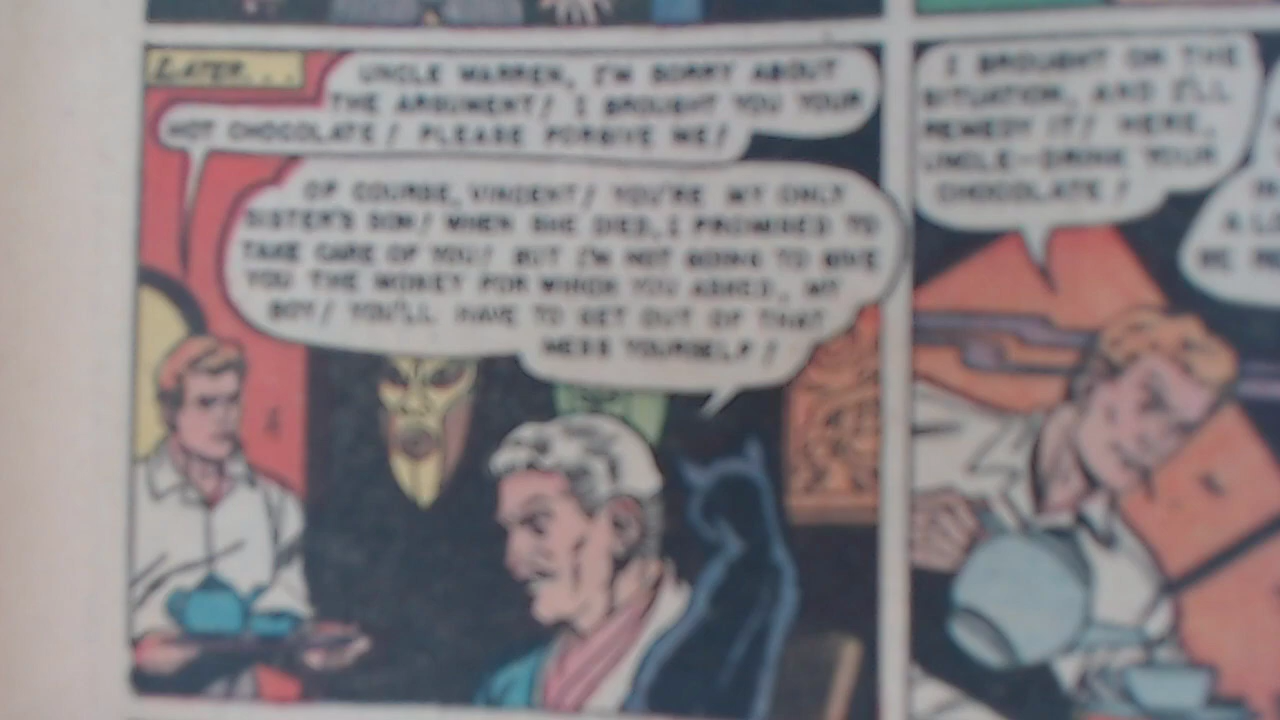 LATER...
UNCLE WARREN, I'M SORRY ABOUT
THE ARGUMENT! I BROUGHT YOU YOUR
HOT CHOCOLATE! PLEASE FORGIVE ME!
OF COURSE, VINCENT! YOU'RE MY ONLY
SISTER'S SON! WHEN SHE DIED, I PROMISED TO
TAKE CARE OF YOU! BUT I'M NOT GOING TO GIVE
YOU THE MONEY FOR WHICH YOU ASKED, MY
BOY! YOU'LL HAVE TO GET OUT OF THAT
MESS YOURSELF!
I BROUGHT ON THE
SITUATION, AND I'LL
REMEDY IT! HERE,
UNCLE--DRINK YOUR
CHOCOLATE!
A LO
BE